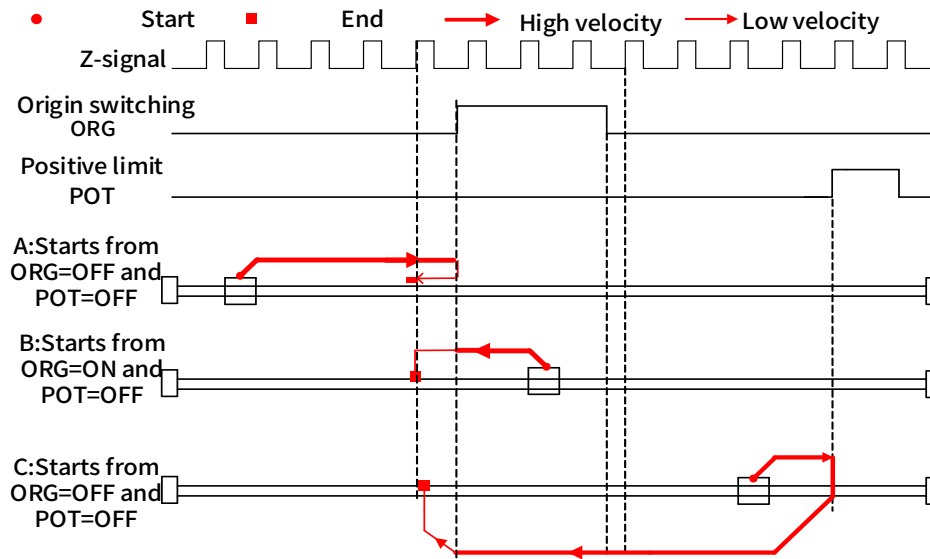 Start End High velocity Low velocity
Z-signal
Origin switching
ORG
Positive limit
POT
A:Starts from
ORG=OFF and
POT=OFF
B:Starts from
ORG=ON and
POT=OFF
C:Starts from
ORG=OFF and
POT=OFF